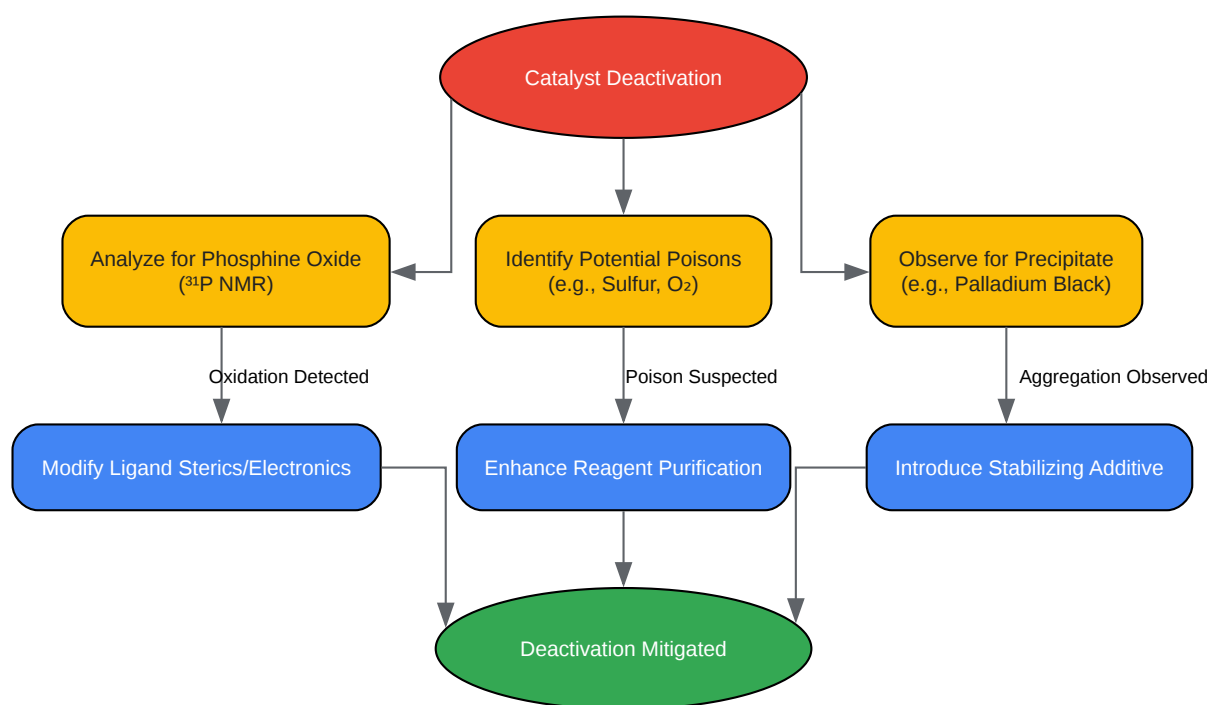 Catalyst Deactivation
Analyze for Phosphine Oxide
(³¹P NMR)
Identify Potential Poisons
(e.g., Sulfur, O₂)
Observe for Precipitate
(e.g., Palladium Black)
Oxidation Detected
Poison Suspected
Aggregation Observed
Modify Ligand Sterics/Electronics
Enhance Reagent Purification
Introduce Stabilizing Additive
Deactivation Mitigated